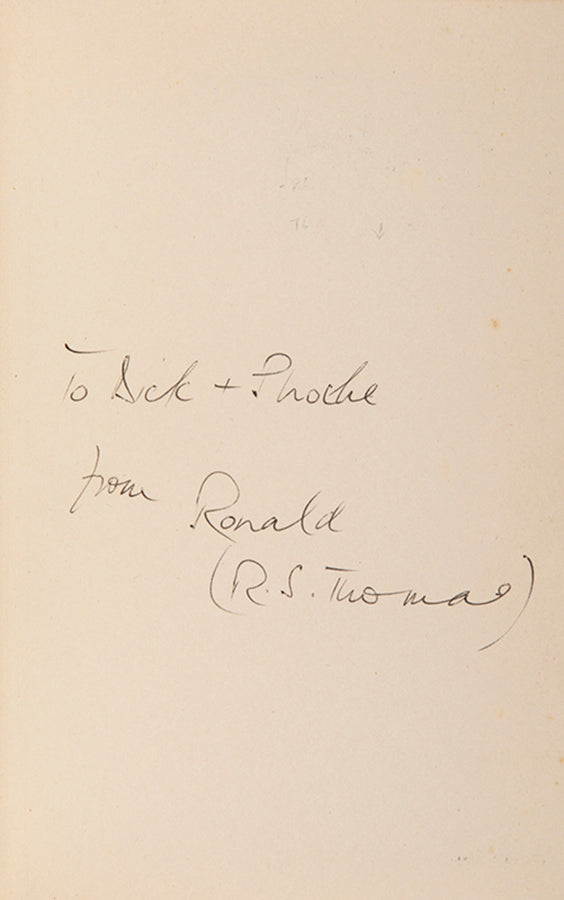 To Dick + Phoebe
from Ronald
(R. S. Thomas)